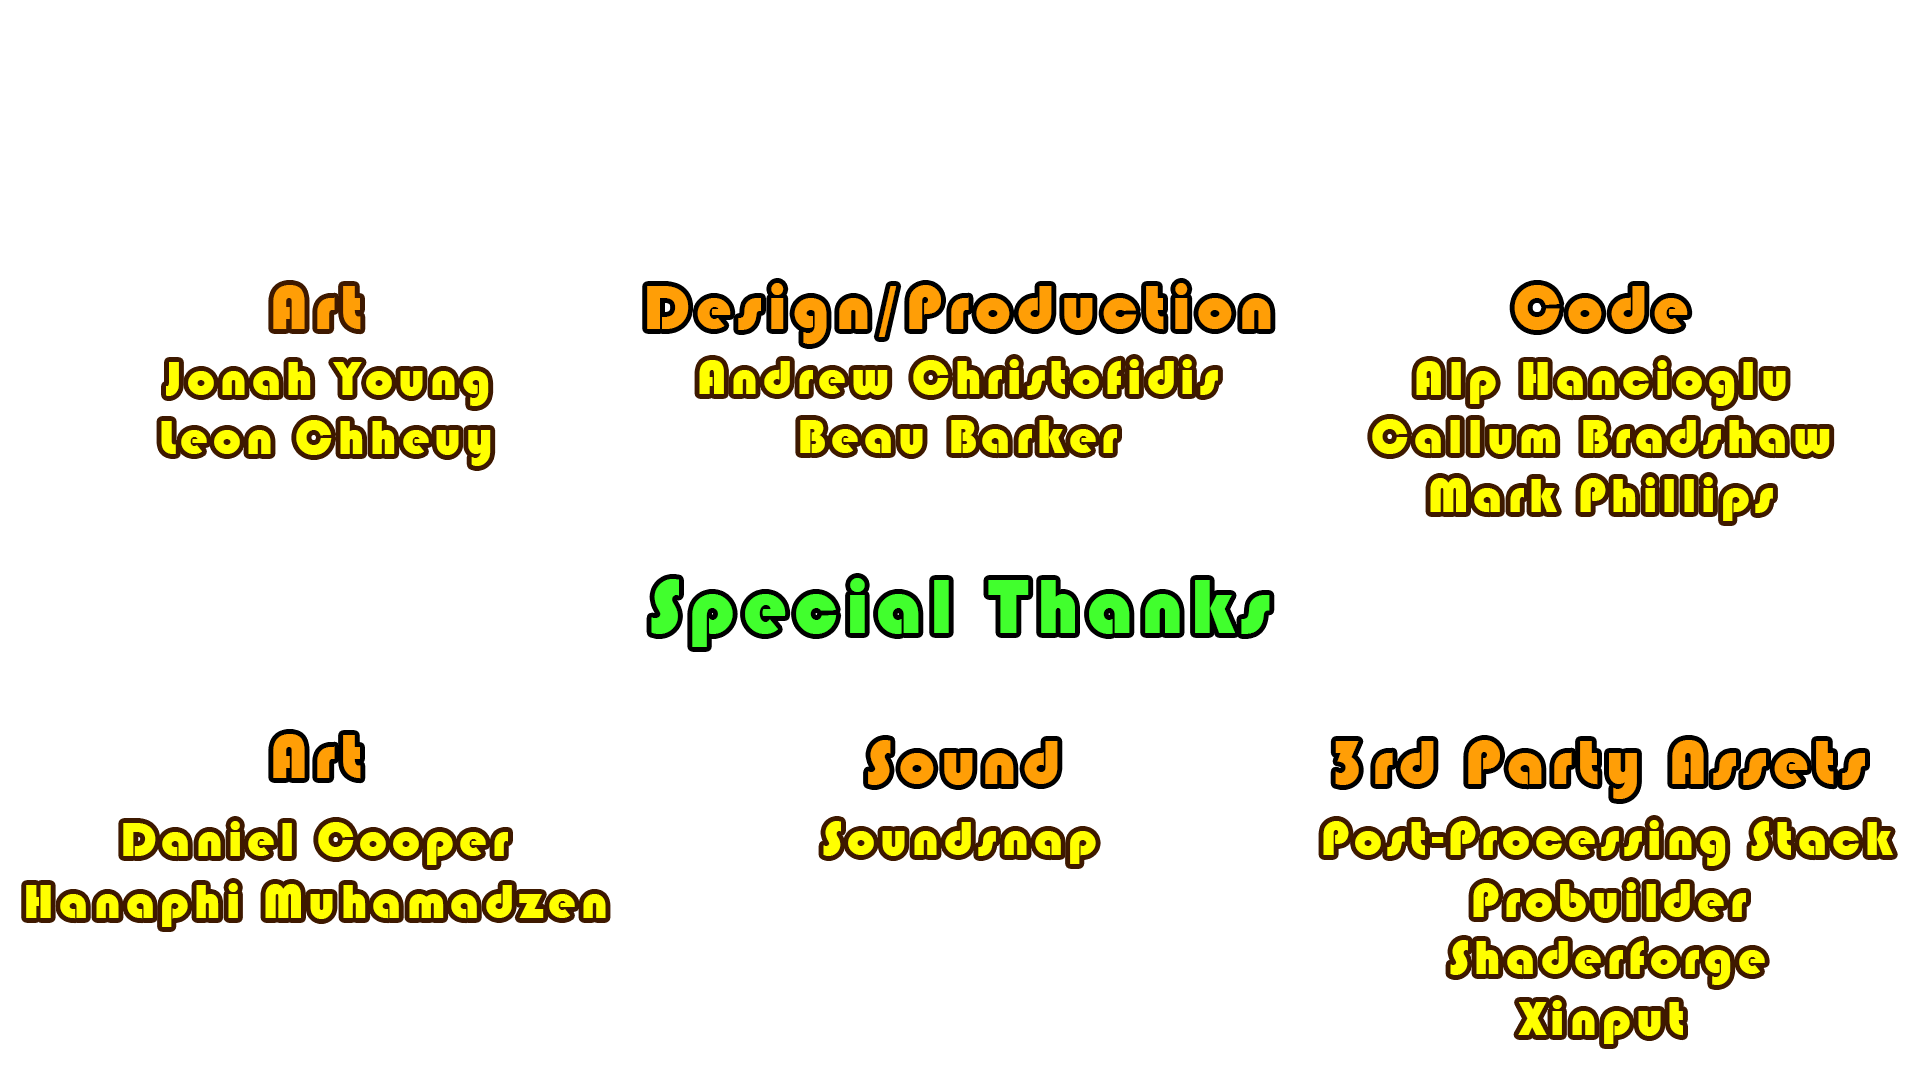 Art
Jonah Young
Leon Chhevy
Design/Production
Andrew Christofidis
Beau Barker
Code
Alp Hancioglu
Callum Bradshaw
Mark Phillips
Special Thanks
Art
Daniel Cooper
Hanaphi Muhamadzen
Sound
Soundsnap
3rd Party Assets
Post-Processing Stack
Probuilder
Shaderforge
Xinput